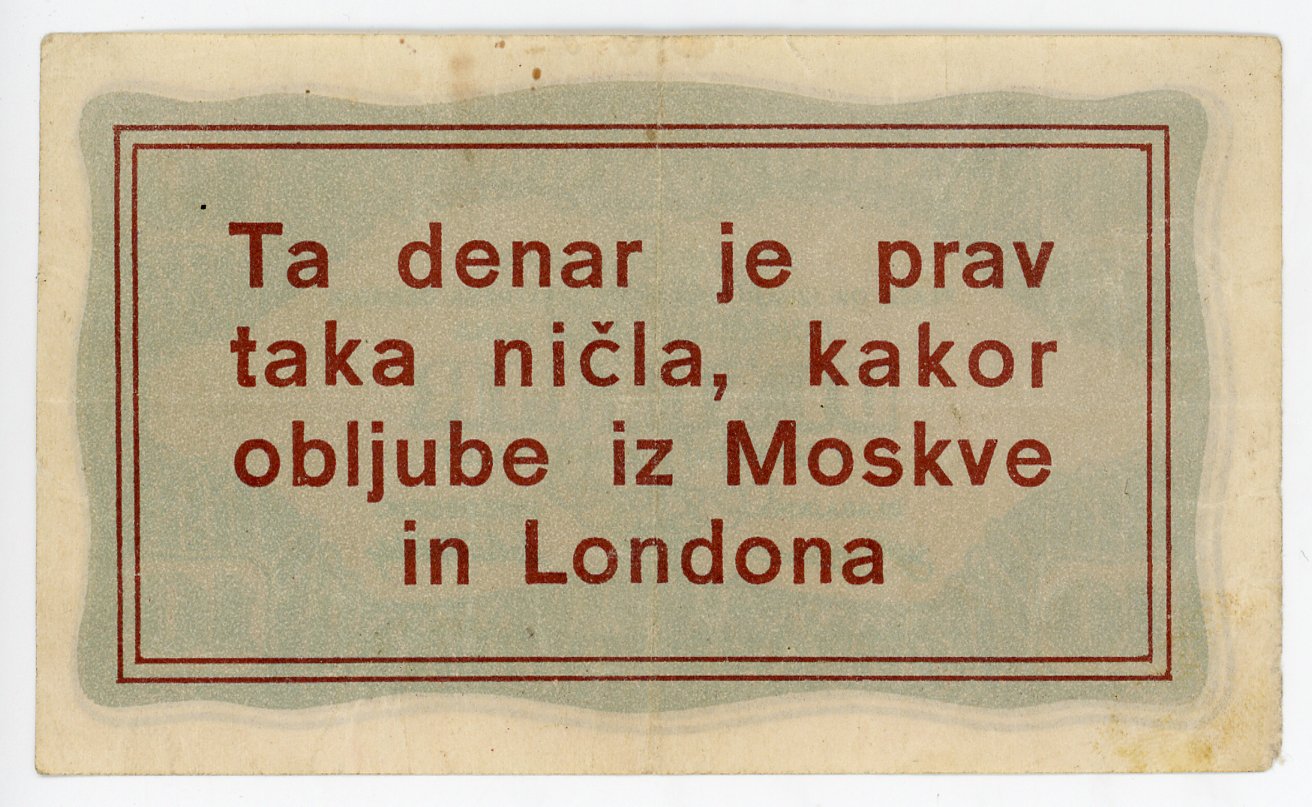 Ta denar je prav
taka ničla, kakor
obljube iz Moskve
in Londona